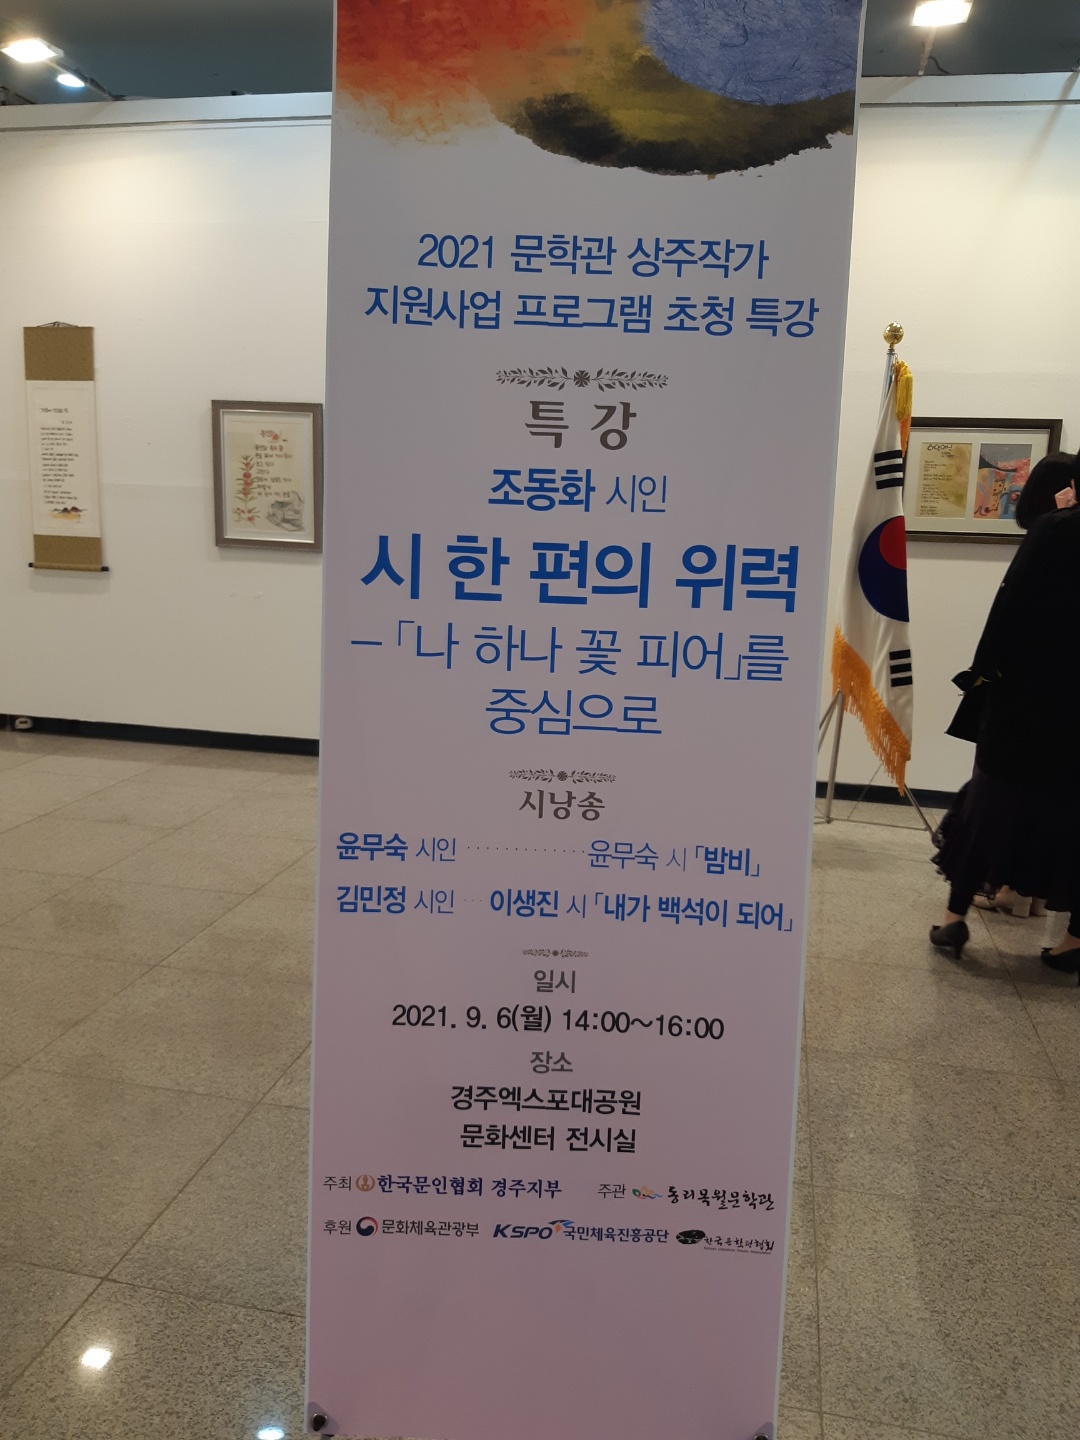 2021 문학관 상주작가
지원사업 프로그램 초청 특강
특 강
조동화 시인
시 한 편의 위력
-「나 하나 꽃 피어」를
중심으로
시낭송
윤무숙 시인 ············· 윤무숙 시 「밤비」
김민정 시인 ··· 이생진 시 「내가 백석이 되어」
일시
2021. 9. 6(월) 14:00~16:00
장소
경주엑스포대공원
문화센터 전시실
주최 한국문인협회 경주지부 주관 동리목월문학관
후원 문화체육관광부 KSPO 국민체육진흥공단 한국문학관협회